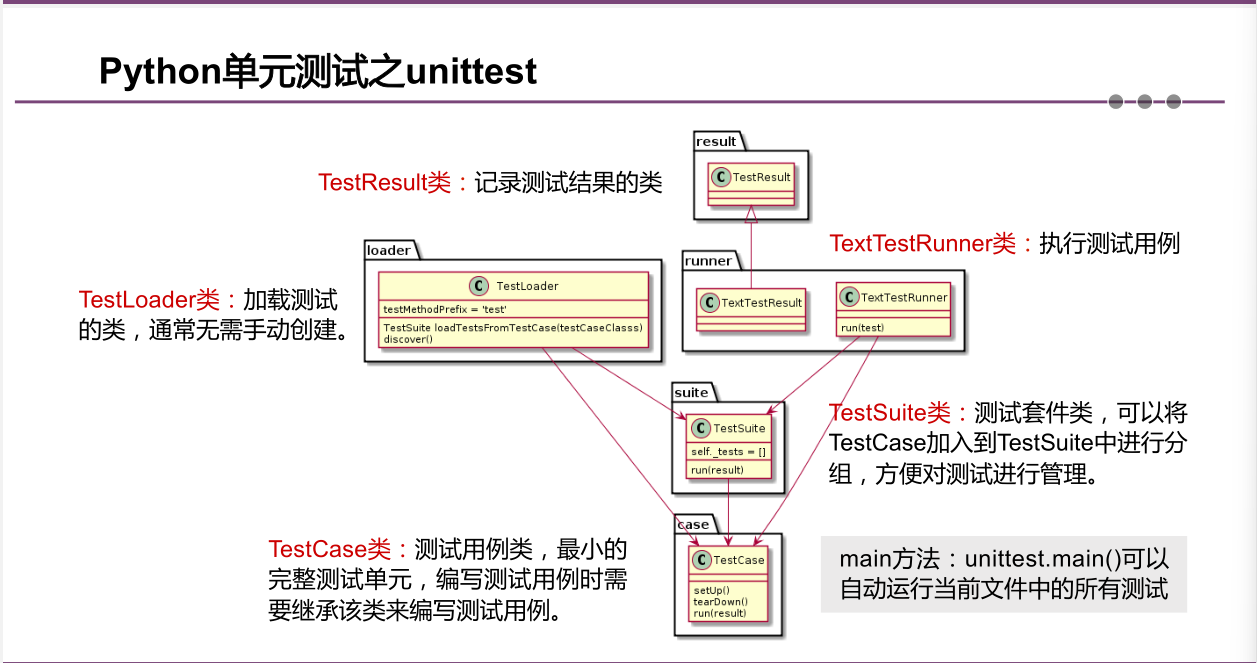 Python单元测试之unittest
result
C TestResult
TestResult类：记录测试结果的类
TextTestRunner类：执行测试用例
loader
C TestLoader
testMethodPrefix = 'test'
TestSuite loadTestsFromTestCase(testCaseClasss)
discover()
runner
C TextTestResult
C TextTestRunner
run(test)
TestLoader类：加载测试
的类，通常无需手动创建。
suite
C TestSuite
self._tests = []
run(result)
TestSuite类：测试套件类，可以将
TestCase加入到TestSuite中进行分
组，方便对测试进行管理。
case
C TestCase
setUp()
tearDown()
run(result)
TestCase类：测试用例类，最小的
完整测试单元，编写测试用例时需
要继承该类来编写测试用例。
main方法：unittest.main()可以
自动运行当前文件中的所有测试